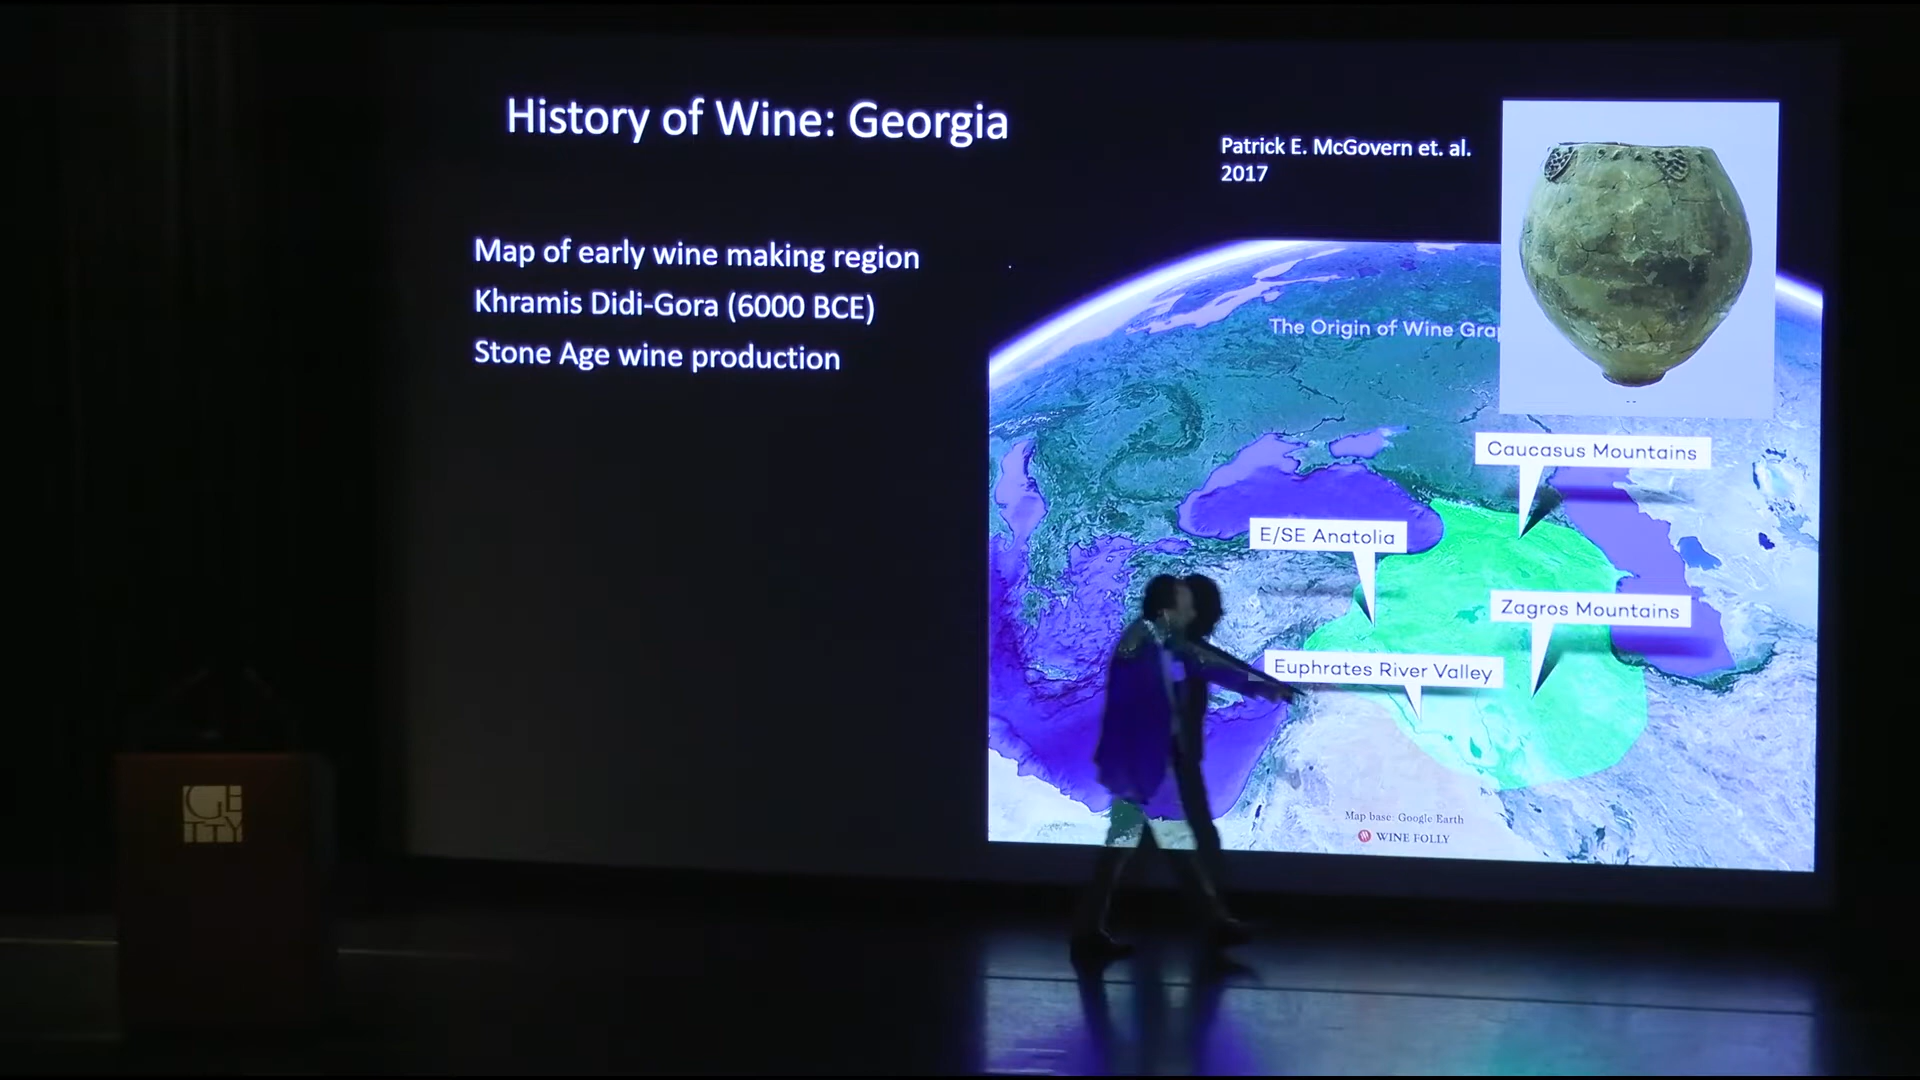 History of Wine: Georgia
Patrick E. McGovern et. al.
2017
Map of early wine making region
Khramis Didi-Gora (6000 BCE)
Stone Age wine production
The Origin of Wine Gra
Caucasus Mountains
E/SE Anatolia
Zagros Mountains
Euphrates River Valley
Map base: Google Earth
WINE FOLLY
GE
TTY